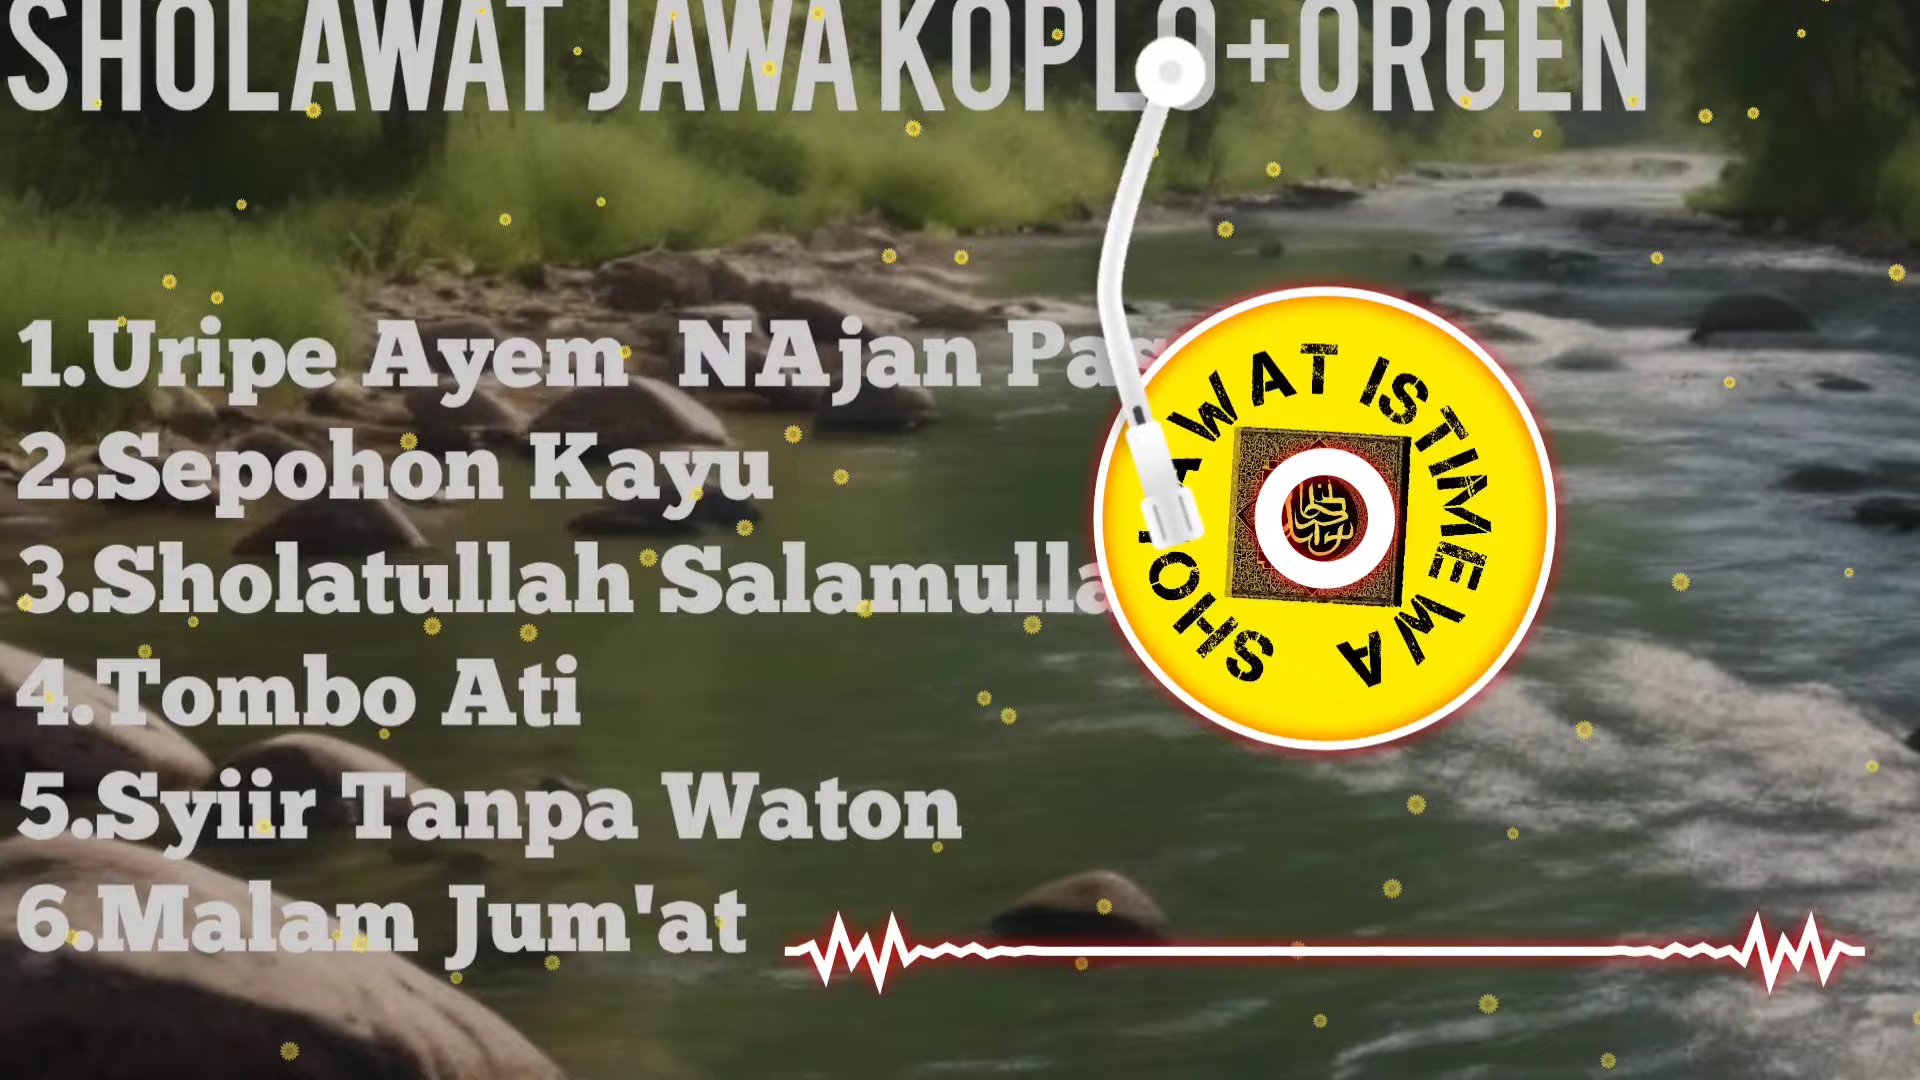 SHOLAWAT JAWA KOPLO+ORGEN
1.Uripe Ayem NAjan Pas
2.Sepohon Kayu
3.Sholatullah Salamulla
4.Tombo Ati
5.Syiir Tanpa Waton
6.Malam Jum'at
SHOLAWAT ISTIMEWA